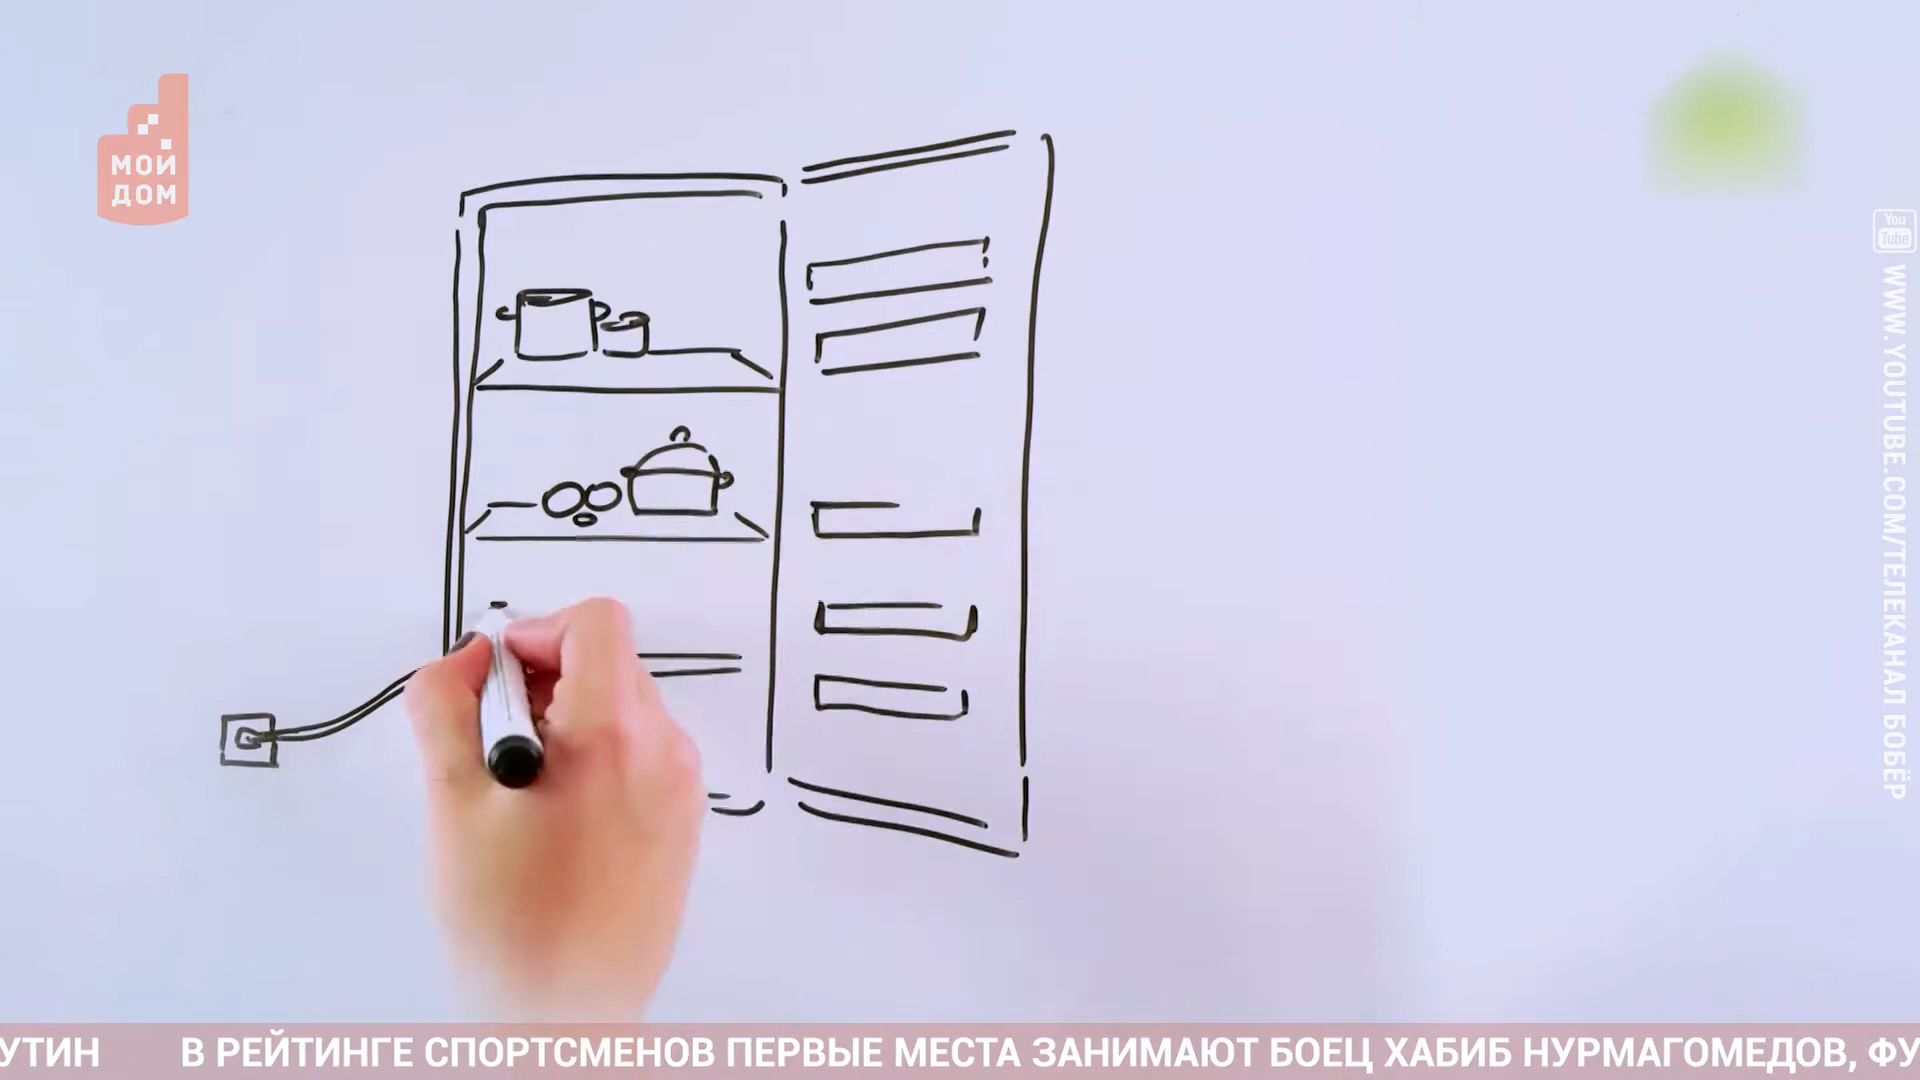 МОЙ
ДОМ
You
Tube
WWW.YOUTUBE.COM/ТЕЛЕКАНАЛ БОБЁР
УТИН В РЕЙТИНГЕ СПОРТСМЕНОВ ПЕРВЫЕ МЕСТА ЗАНИМАЮТ БОЕЦ ХАБИБ НУРМАГОМЕДОВ, ФУ